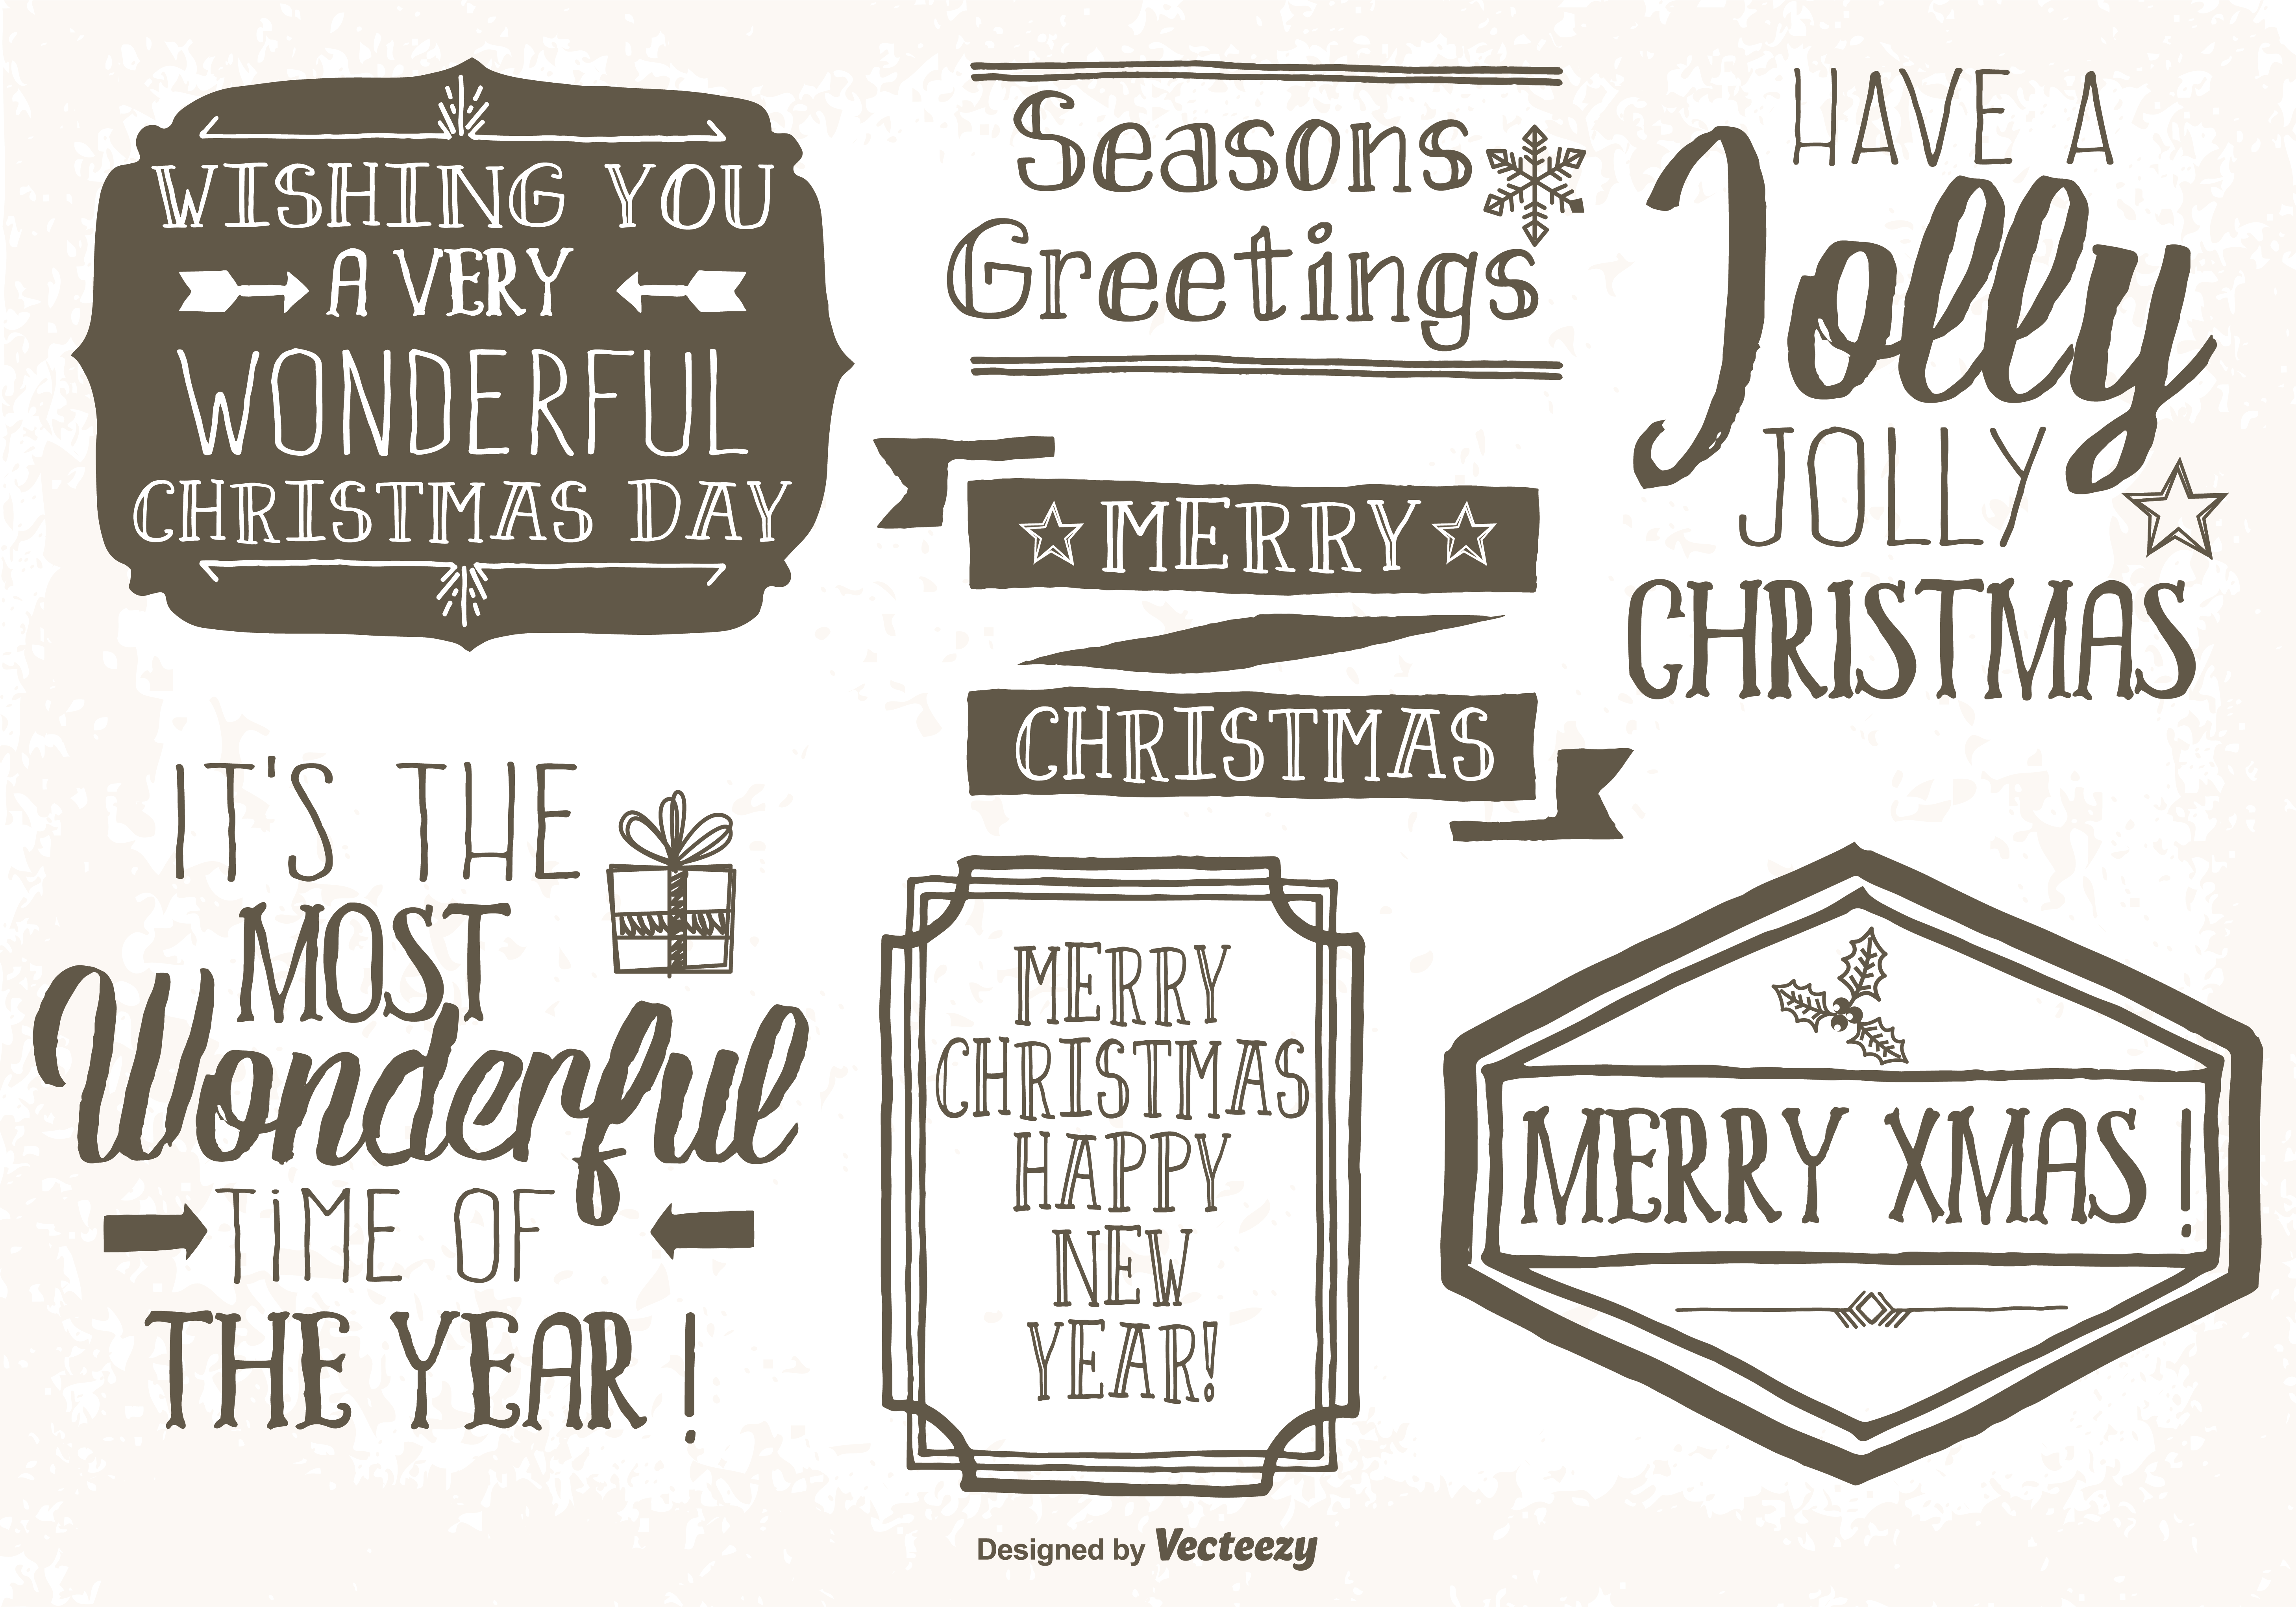 WISHING YOU
A VERY
WONDERFUL
CHRISTMAS DAY
Seasons
Greetings
HAVE A
Jolly
JOLLY
CHRISTMAS
MERRY
CHRISTMAS
IT'S THE
MOST
Wonderful
TiME OF
THE YEAR !
MERRY
CHRISTMAS
HAPPY
NEW
YEAR!
MERRY XMAS !
Designed by Vecteezy